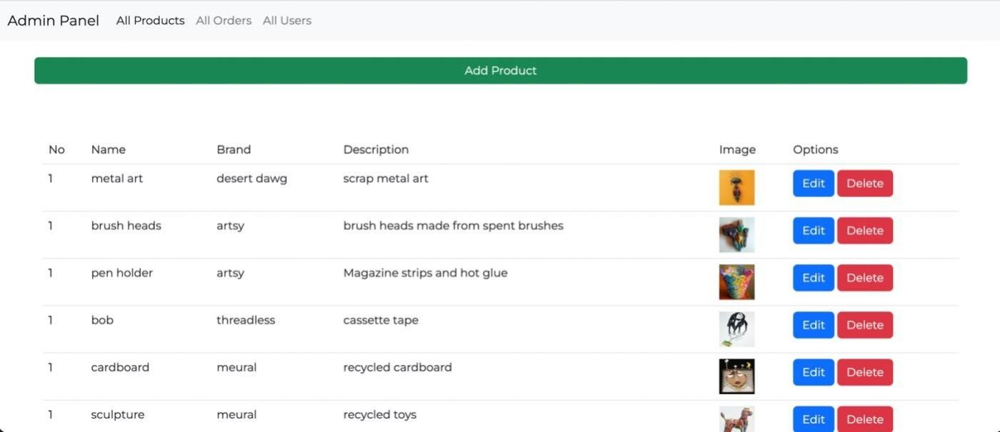 Admin Panel All Products All Orders All Users
Add Product
No Name Brand Description Image Options
1 metal art desert dawg scrap metal art Edit Delete
1 brush heads artsy brush heads made from spent brushes Edit Delete
1 pen holder artsy Magazine strips and hot glue Edit Delete
1 bob threadless cassette tape Edit Delete
1 cardboard meural recycled cardboard Edit Delete
1 sculpture meural recycled toys Edit Delete